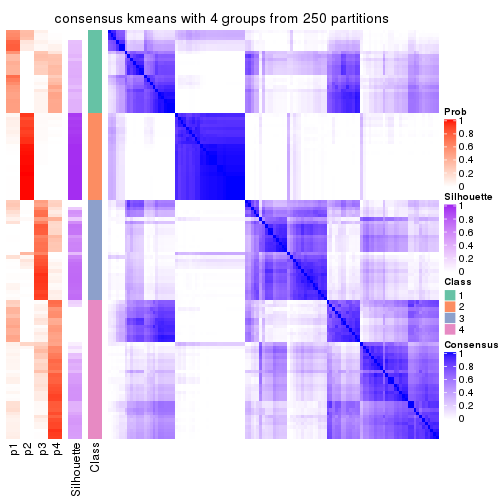 consensus kmeans with 4 groups from 250 partitions
Prob
1
0.8
0.6
0.4
0.2
0
Silhouette
1
0.8
0.6
0.4
0.2
0
Class
1
2
3
4
Consensus
1
0.8
0.6
0.4
0.2
0
p1
p2
p3
p4
Silhouette
Class